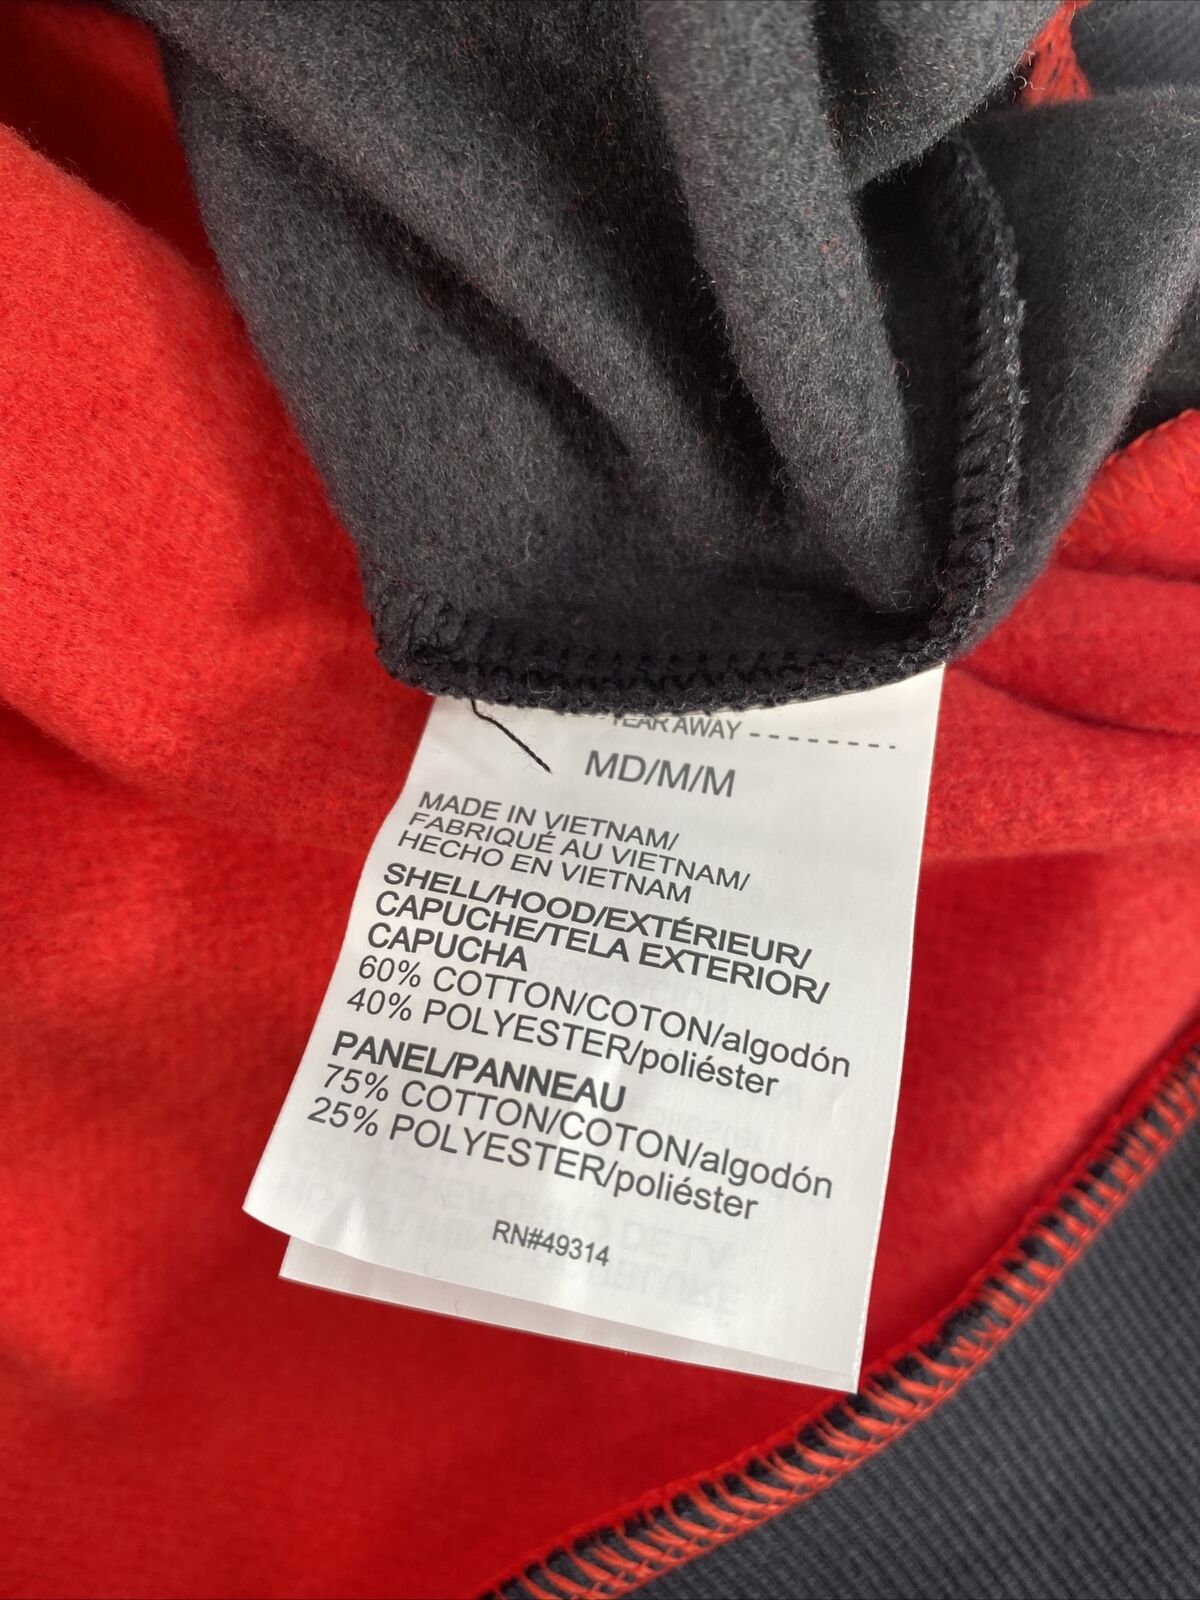 TEAR AWAY --------
MD/M/M
MADE IN VIETNAM/
FABRIQUÉ AU VIETNAM/
HECHO EN VIETNAM
SHELL/HOOD/EXTÉRIEUR/
CAPUCHE/TELA EXTERIOR/
CAPUCHA
60% COTTON/COTON/algodón
40% POLYESTER/poliéster
PANEL/PANNEAU
75% COTTON/COTON/algodón
25% POLYESTER/poliéster
RN#49314